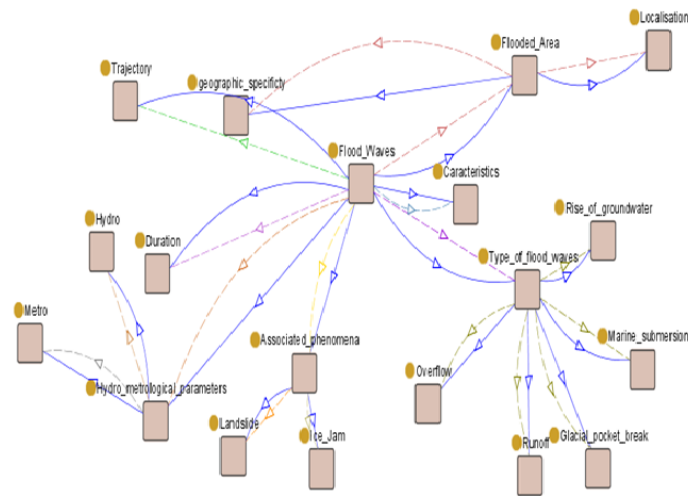 Localisation
Flooded_Area
Trajectory
geographic_specificty
Flood_Waves
Caracteristics
Rise_of_groundwater
Hydro
Duration
Type_of_flood_waves
Metro
Associated_phenomena
Marine_submersion
Overflow
Hydro_metrological_parameters
Landslide
Ice_Jam
Runoff
Glacial_pocket_break